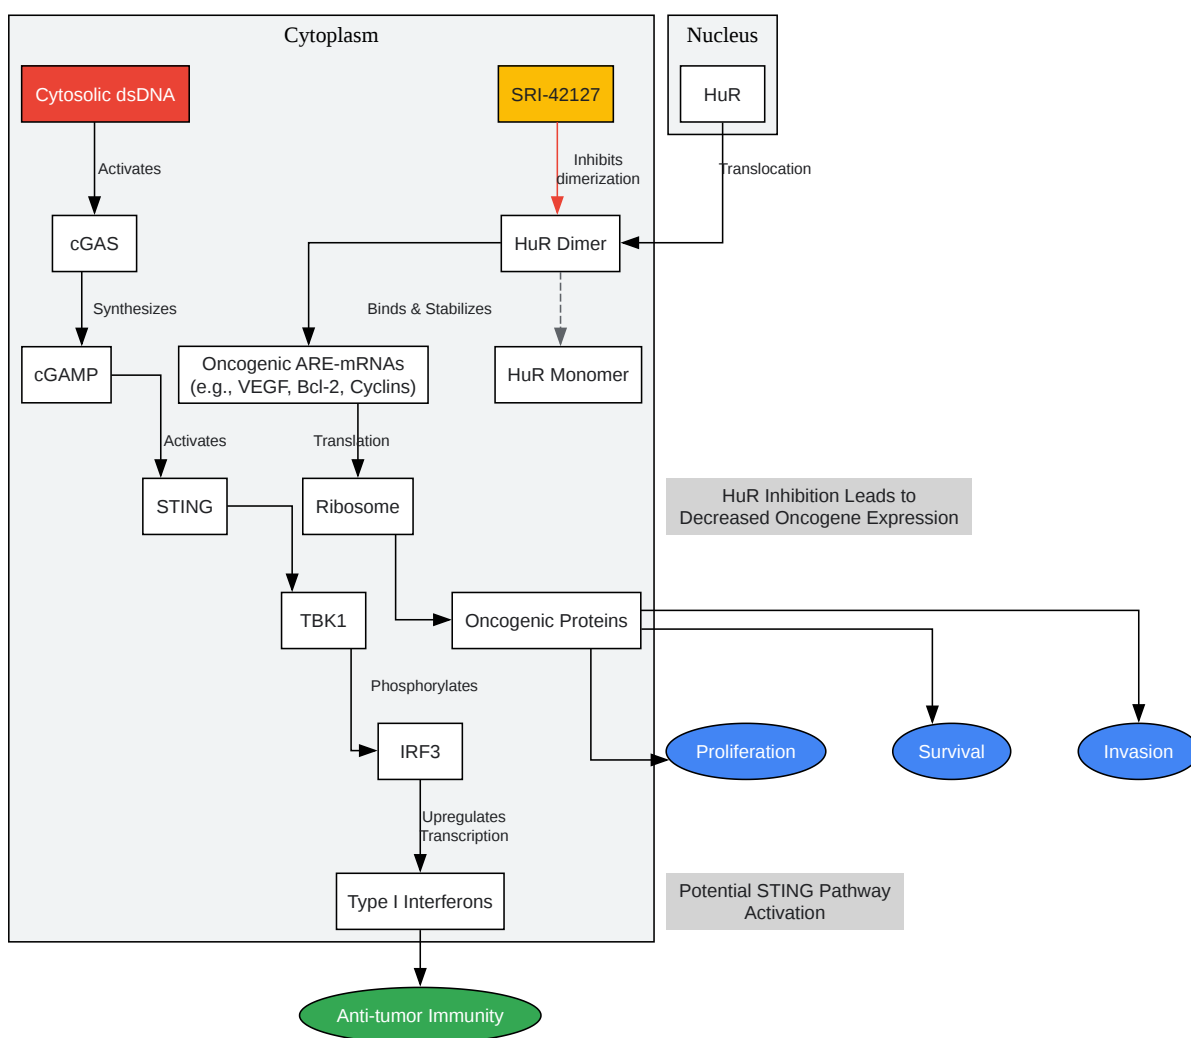 Cytoplasm
Nucleus
Cytosolic dsDNA
SRI-42127
HuR
Activates
Inhibits
dimerization
Translocation
cGAS
HuR Dimer
Synthesizes
Binds & Stabilizes
cGAMP
Oncogenic ARE-mRNAs
(e.g., VEGF, Bcl-2, Cyclins)
HuR Monomer
Activates
Translation
STING
Ribosome
HuR Inhibition Leads to
Decreased Oncogene Expression
TBK1
Oncogenic Proteins
Phosphorylates
IRF3
Proliferation
Survival
Invasion
Upregulates
Transcription
Type I Interferons
Potential STING Pathway
Activation
Anti-tumor Immunity